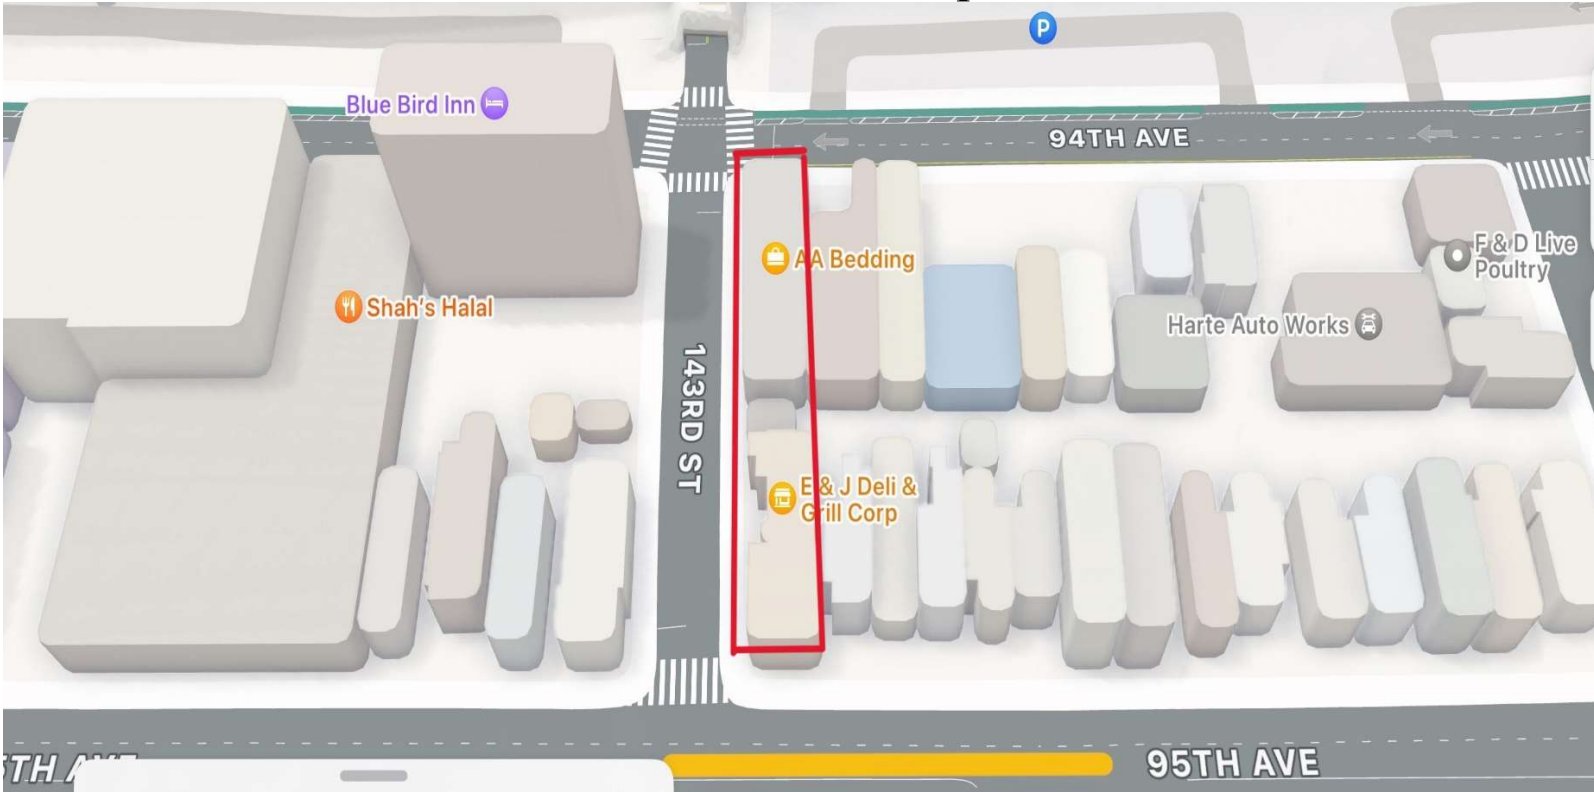 P
Blue Bird Inn
94TH AVE
AA Bedding
F & D Live
Poultry
Shah's Halal
Harte Auto Works
143RD ST
E & J Deli &
Grill Corp
95TH AVE